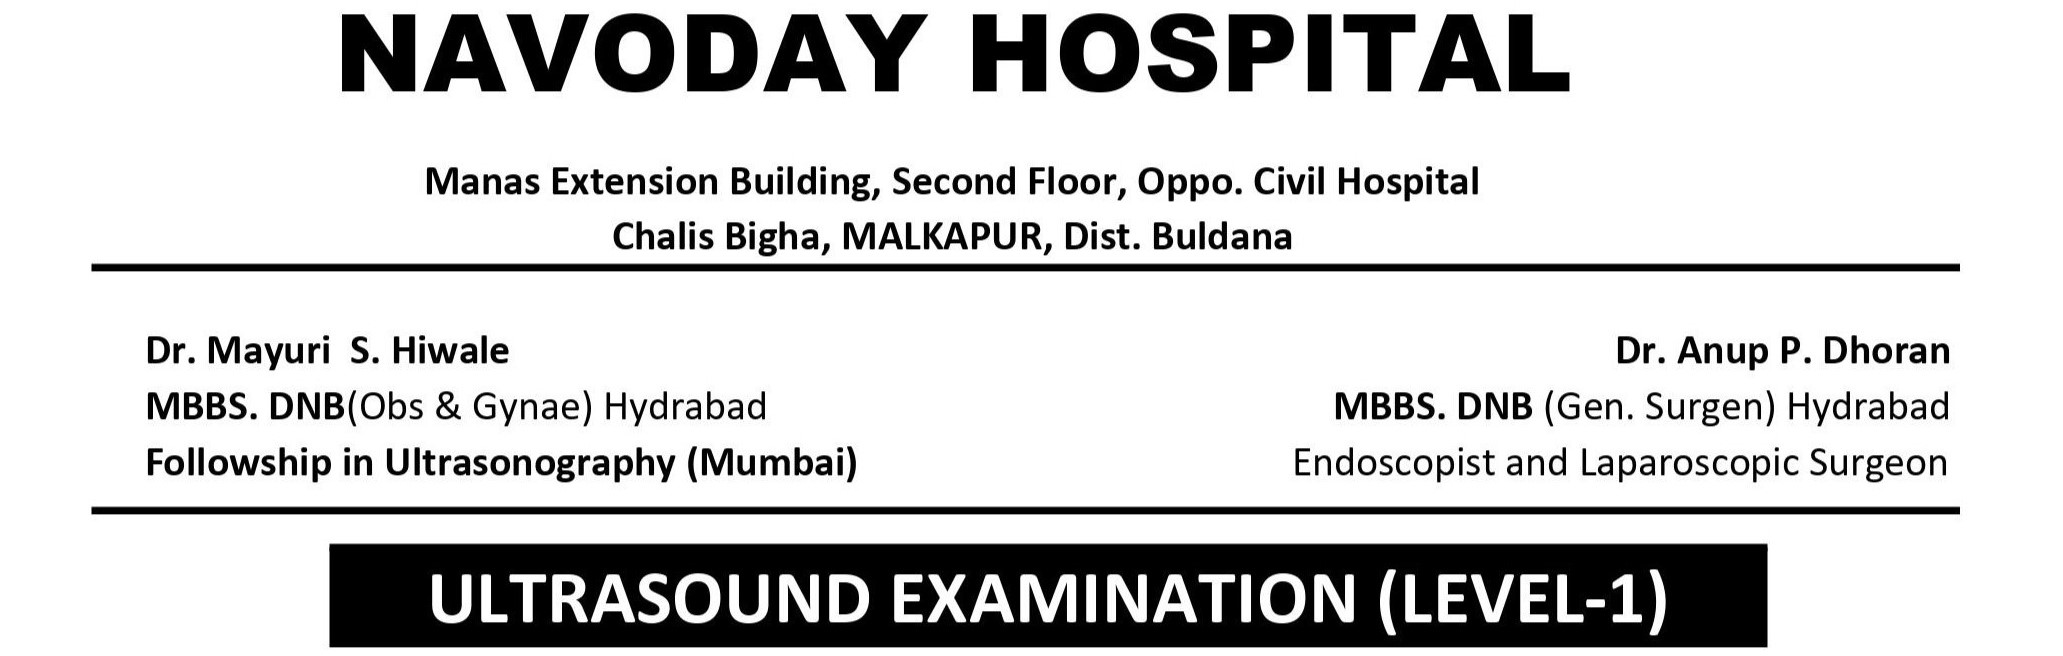 NAVODAY HOSPITAL
Manas Extension Building, Second Floor, Oppo. Civil Hospital
Chalis Bigha, MALKAPUR, Dist. Buldana
Dr. Mayuri S. Hiwale
MBBS. DNB(Obs & Gynae) Hydrabad
Followship in Ultrasonography (Mumbai)
Dr. Anup P. Dhoran
MBBS. DNB (Gen. Surgen) Hydrabad
Endoscopist and Laparoscopic Surgeon
ULTRASOUND EXAMINATION (LEVEL-1)